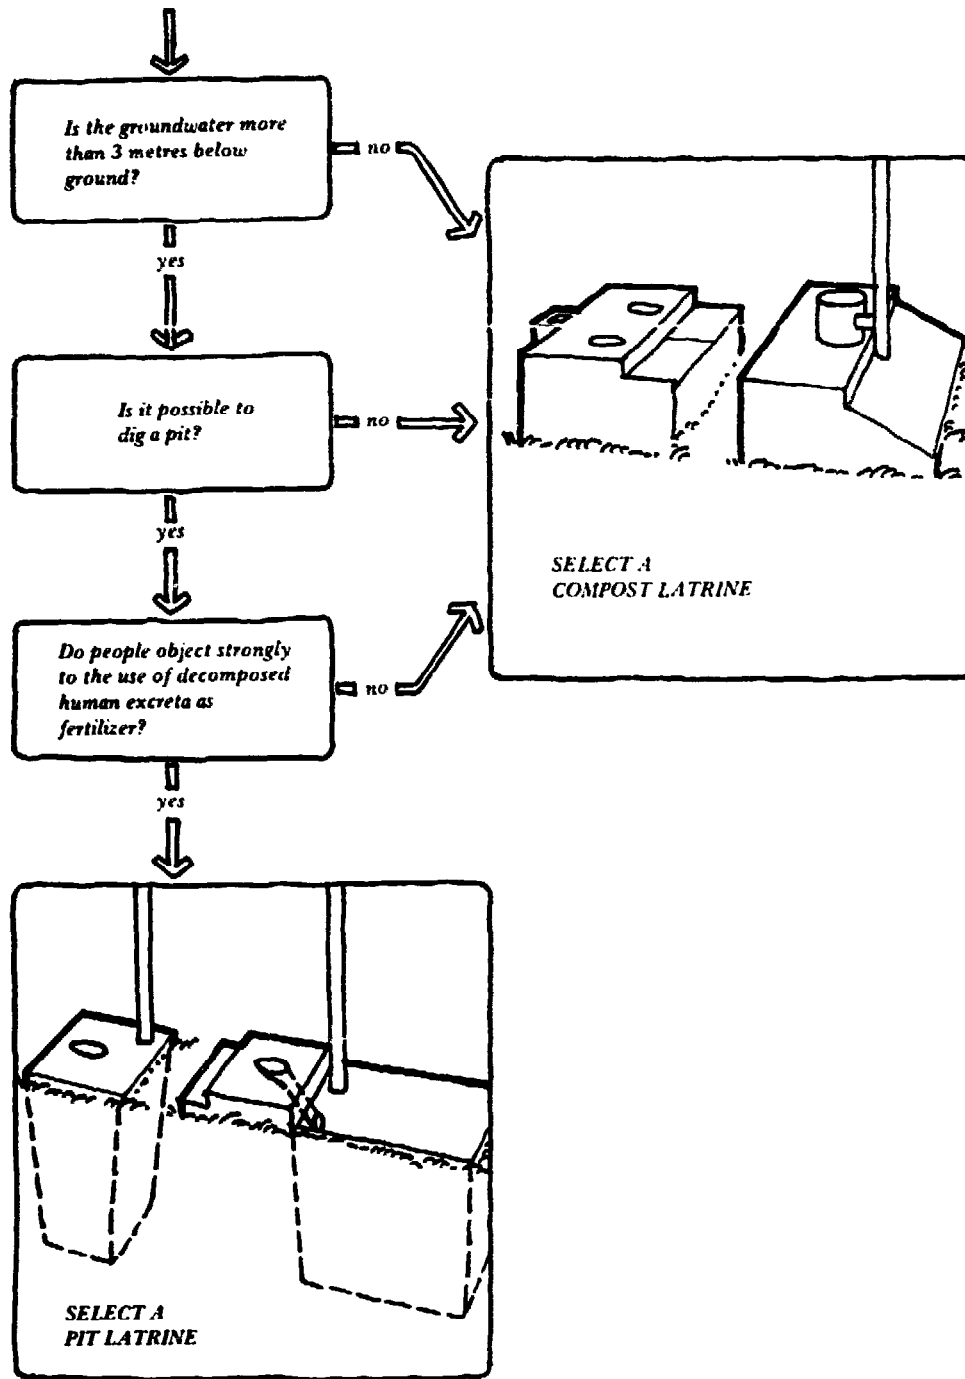 Is the groundwater more
than 3 metres below
ground?
no
yes
Is it possible to
dig a pit?
no
yes
SELECT A
COMPOST LATRINE
Do people object strongly
to the use of decomposed
human excreta as
fertilizer?
no
yes
SELECT A
PIT LATRINE